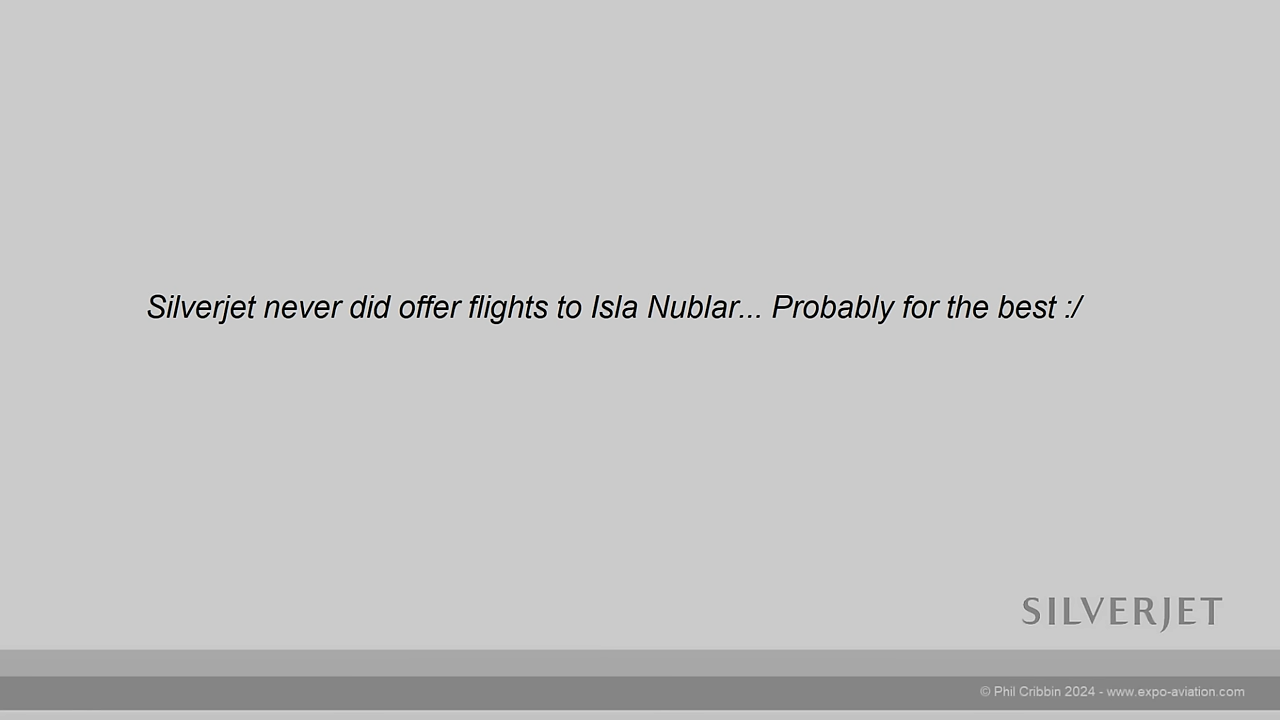 Silverjet never did offer flights to Isla Nublar... Probably for the best :/
SILVERJET
© Phil Cribbin 2024 - www.expo-aviation.com